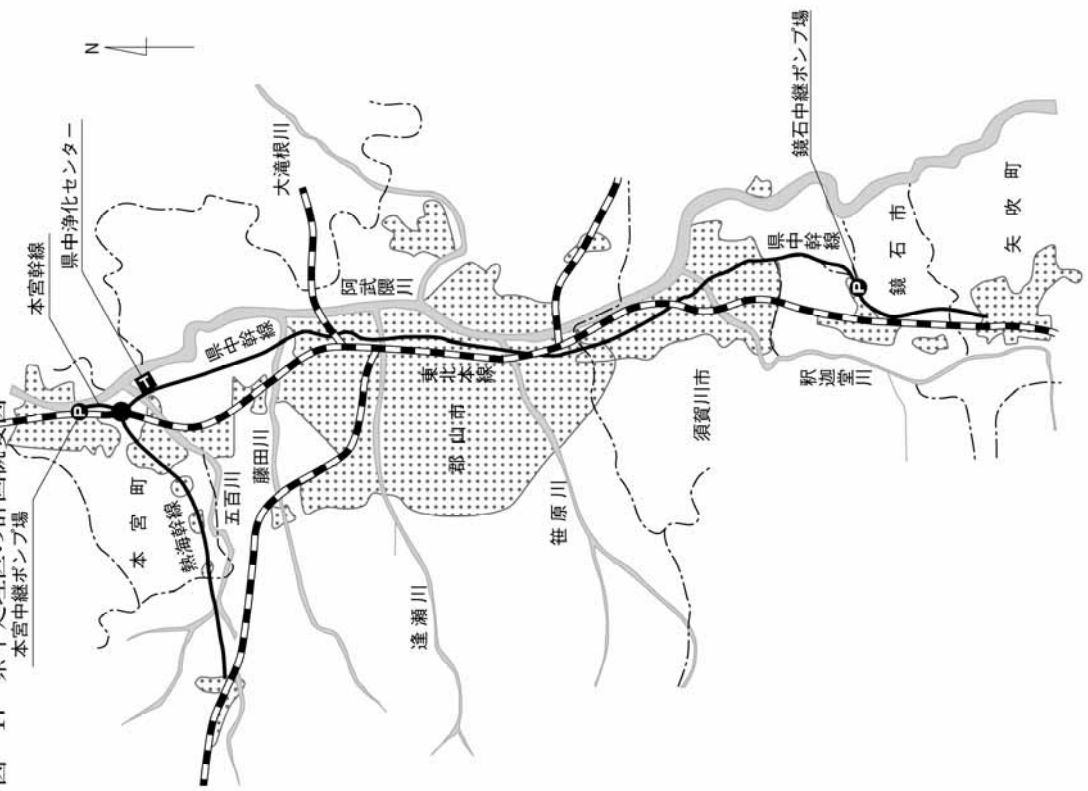 N
本宮幹線
県中浄化センター
本宮中継ポンプ場
P
T
本宮町
熱海幹線
五百川
藤田川
県中幹線
大滝根川
阿武隈川
東北本線
郡山市
逢瀬川
笹原川
須賀川市
釈迦堂川
県中幹線
鏡石中継ポンプ場
P
鏡石市
矢吹町